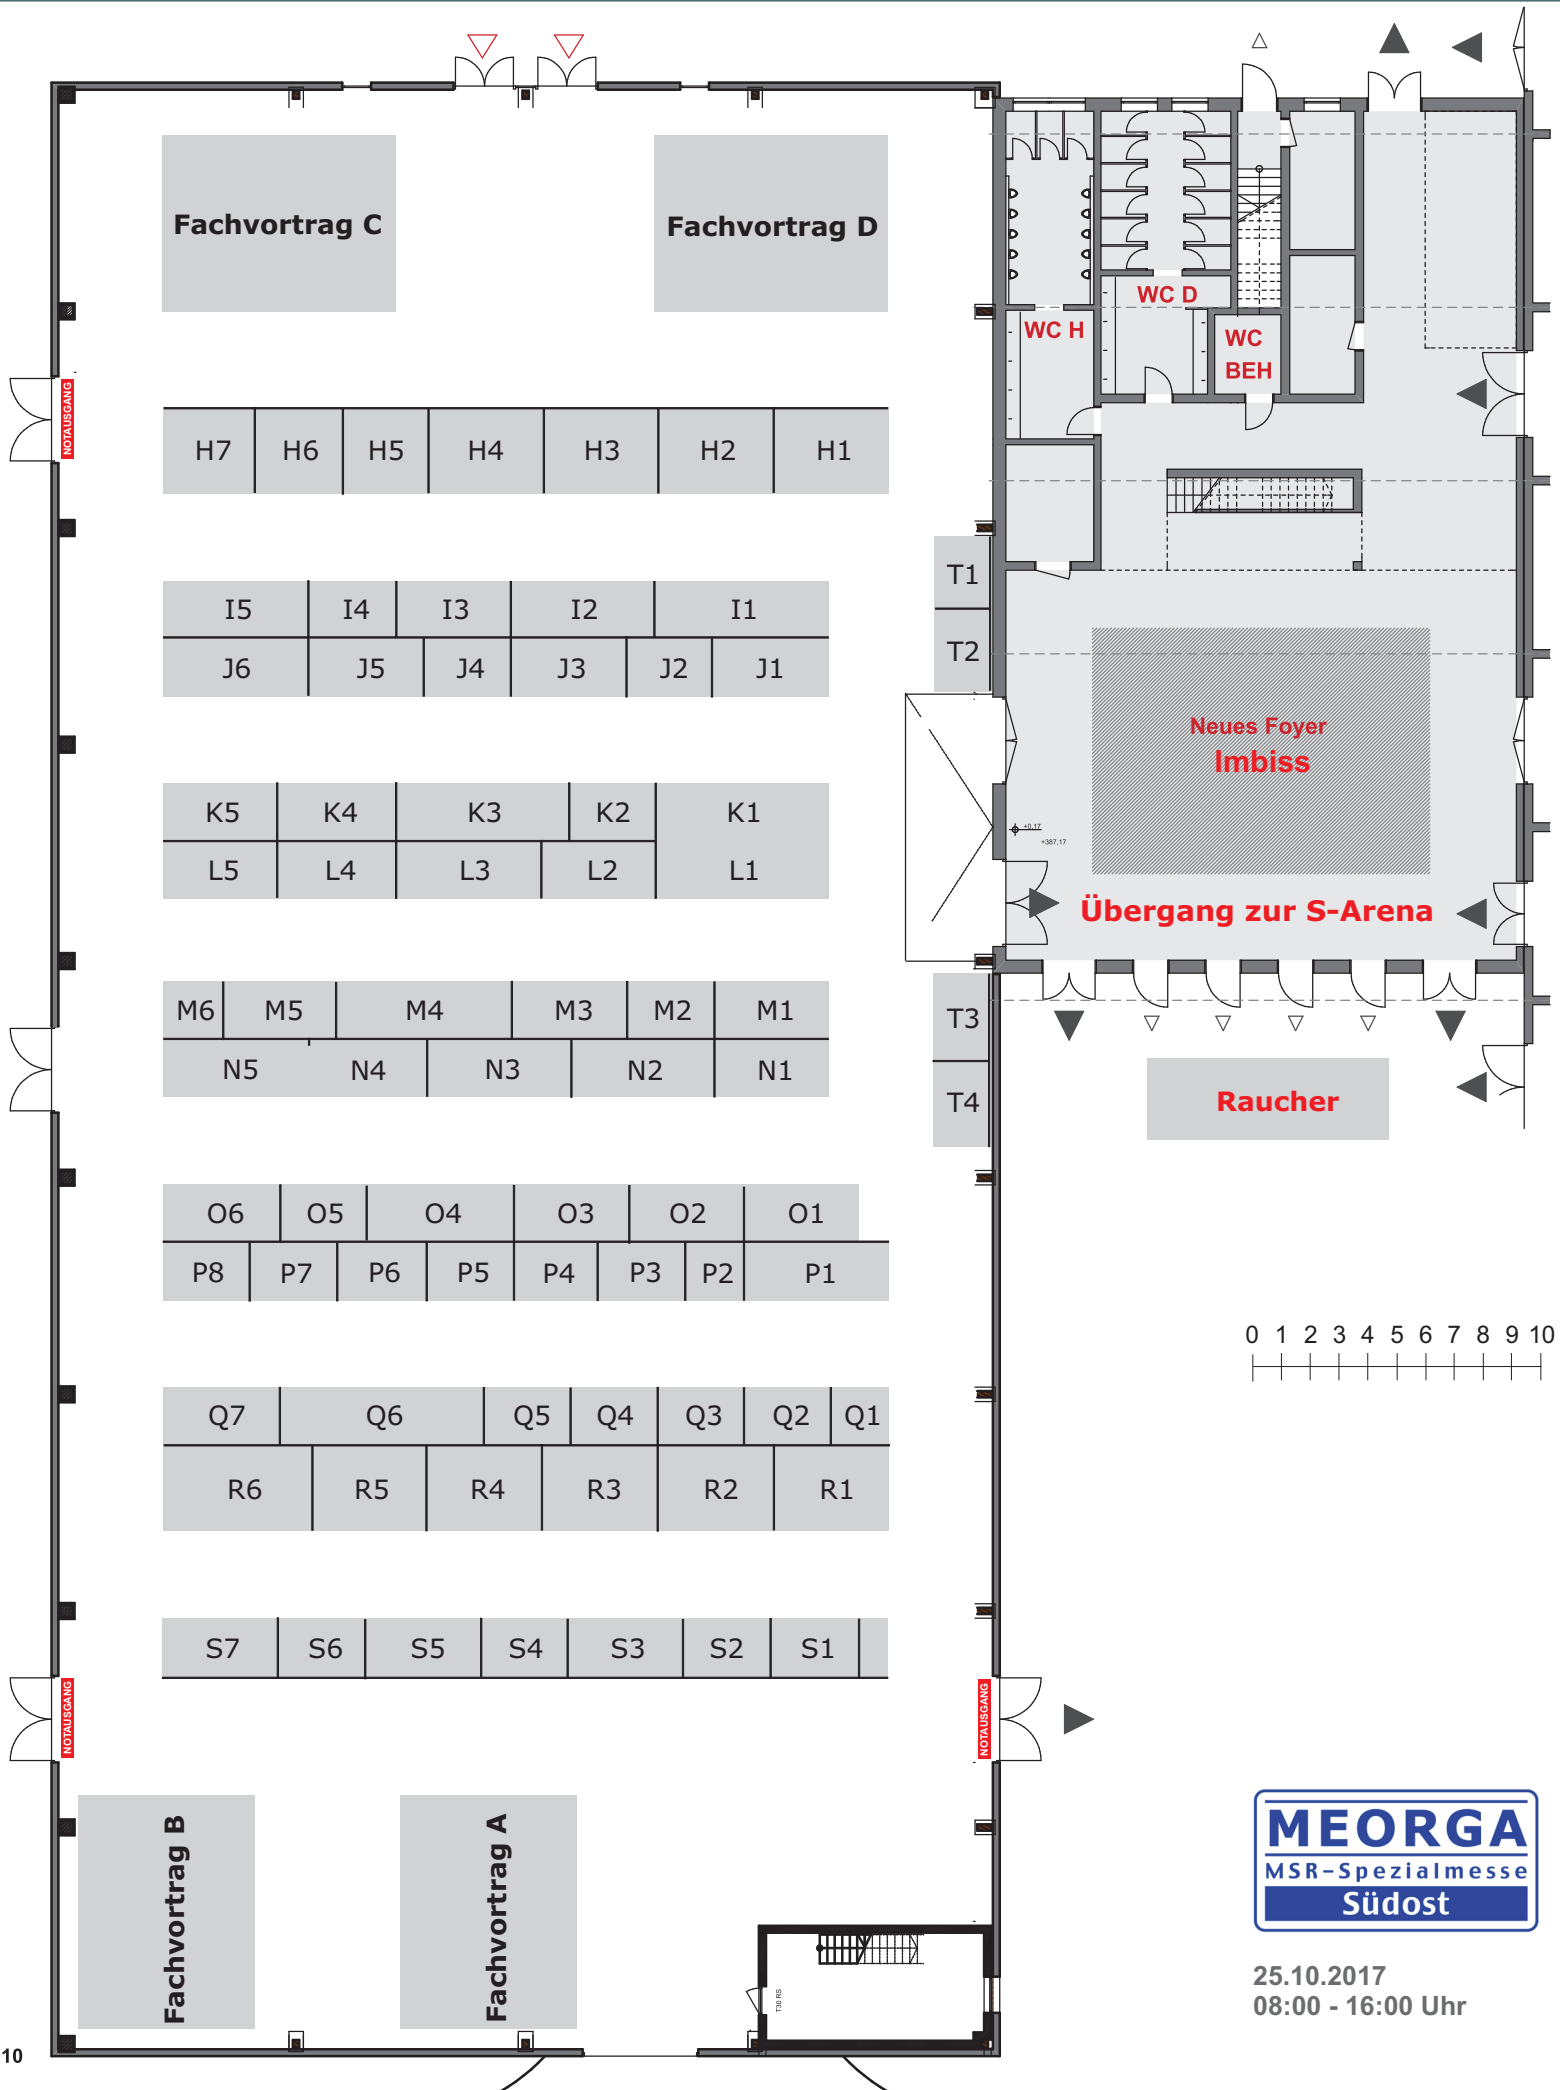 Fachvortrag C
Fachvortrag D
WC D
WC H
WC
BEH
NOTAUSGANG
H7 H6 H5 H4 H3 H2 H1
T1
I5 I4 I3 I2 I1
T2
J6 J5 J4 J3 J2 J1
Neues Foyer
Imbiss
K5 K4 K3 K2 K1
+0,17
+387,17
L5 L4 L3 L2 L1
Übergang zur S-Arena
M6 M5 M4 M3 M2 M1
T3
N5 N4 N3 N2 N1
T4
Raucher
O6 O5 O4 O3 O2 O1
P8 P7 P6 P5 P4 P3 P2 P1
0 1 2 3 4 5 6 7 8 9 10
Q7 Q6 Q5 Q4 Q3 Q2 Q1
R6 R5 R4 R3 R2 R1
S7 S6 S5 S4 S3 S2 S1
NOTAUSGANG
NOTAUSGANG
Fachvortrag B
Fachvortrag A
T30 RS
MEORGA
MSR-Spezialmesse
Südost
25.10.2017
08:00 - 16:00 Uhr
10